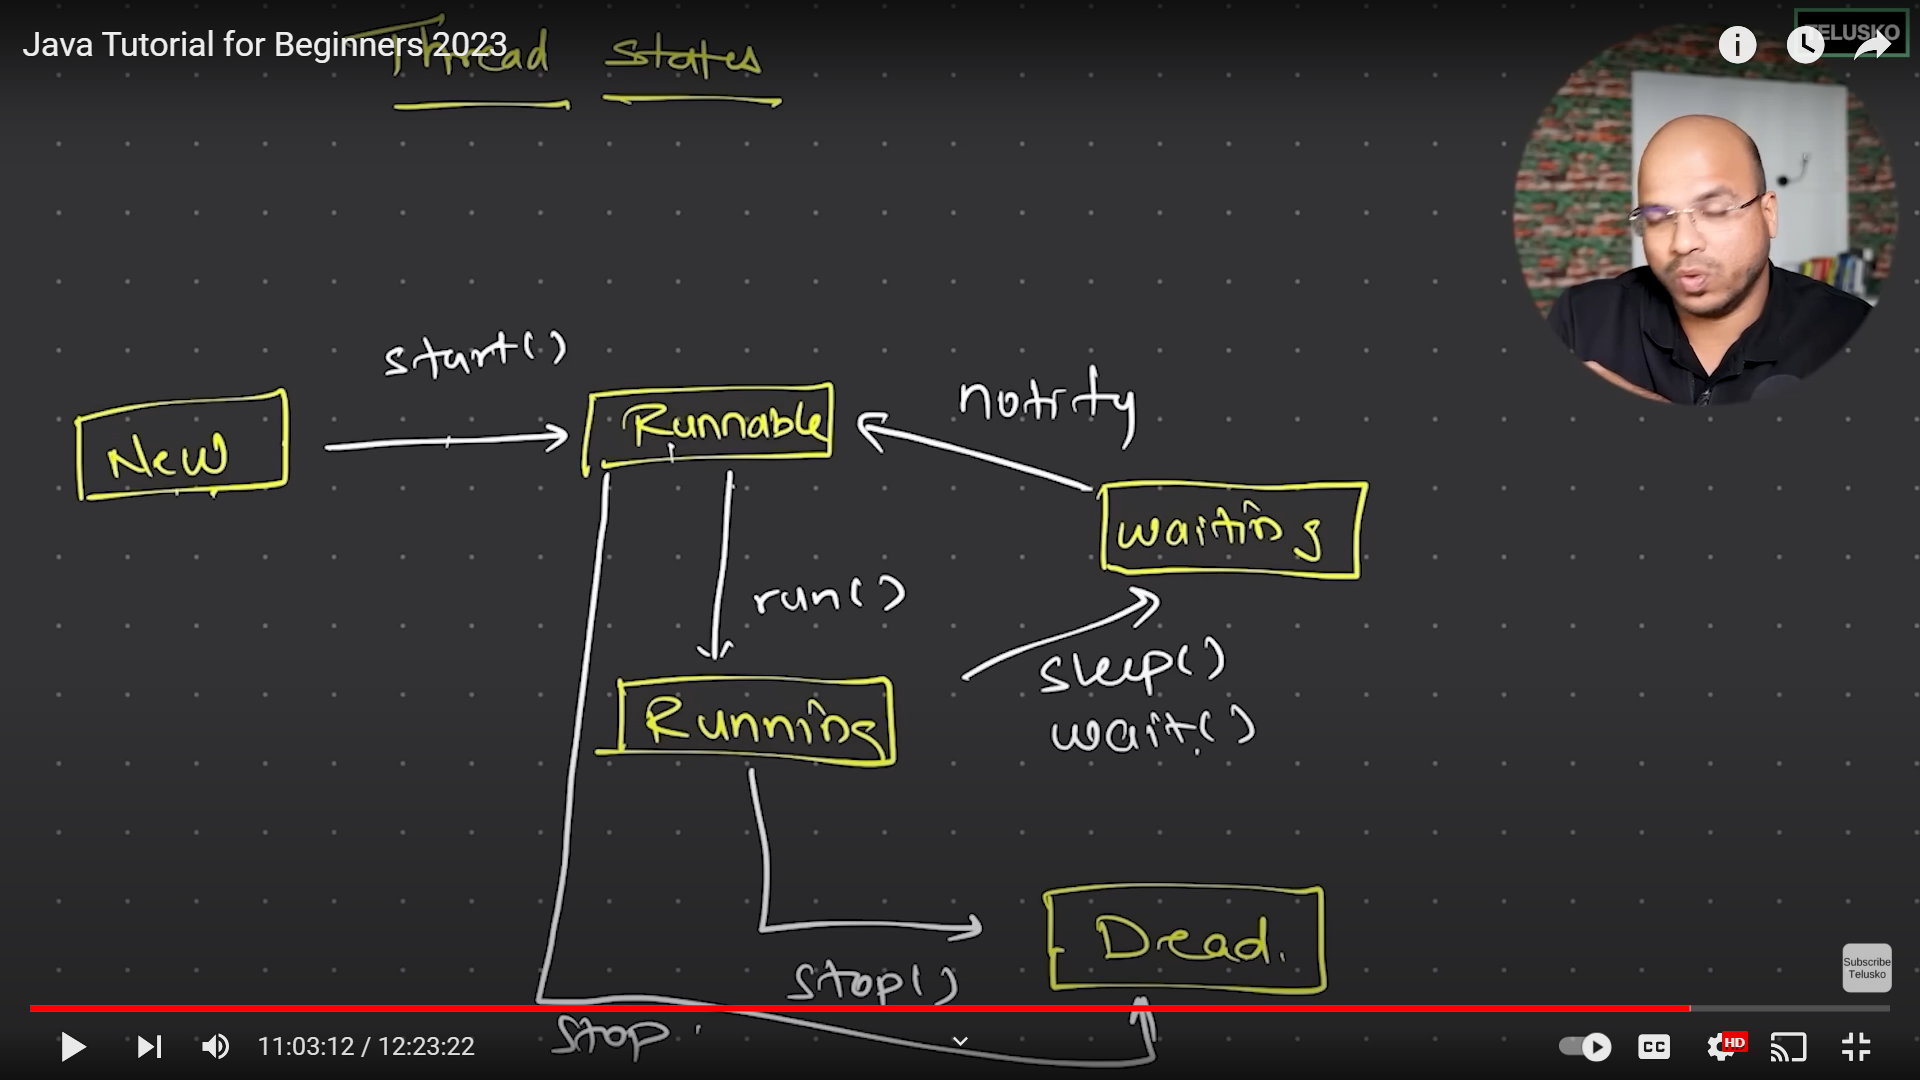 Java Tutorial for Beginners 2023
TELUSKO
Thread States
start()
New
Runnable
notify
waiting
run()
sleep()
wait()
Running
Dead.
stop()
stop
Subscribe
Telusko
11:03:12 / 12:23:22
CC
HD